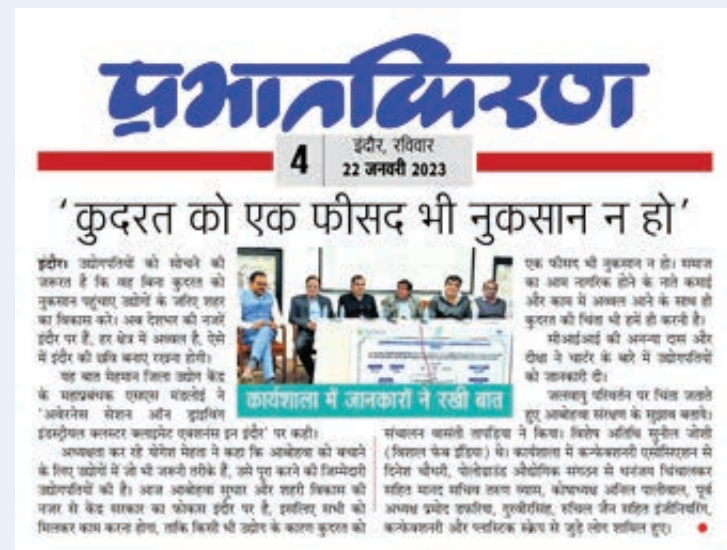 प्रभातकिरण
4
इंदौर, रविवार
22 जनवरी 2023
'कुदरत को एक फीसद भी नुकसान न हो'
इंदौर। उद्योगपतियों को सोचने की
जरूरत है कि वह बिना कुदरत को
नुकसान पहुंचाए उद्योगों के जरिए शहर
का विकास करें। अब देशभर की नजरें
इंदौर पर हैं, हर क्षेत्र में अव्वल है, ऐसे
में इंदौर की छवि बनाए रखना होगी।
यह बात मेहमान जिला उद्योग केंद्र
के महाप्रबंधक एसएस मंडलोई ने
'अवेरनेस सेशन ऑन ड्राइविंग
इंडस्ट्रीयल क्लस्टर क्लाइमेट एक्शनंस इन इंदौर' पर कही।
अध्यक्षता कर रहे योगेश मेहता ने कहा कि आबोहवा को बचाने
के लिए उद्योगों में जो भी जरूरी तरीके हैं, उसे पूरा करने की जिम्मेदारी
उद्योगपतियों की है। आज आबोहवा सुधार और शहरी विकास की
नजर से केंद्र सरकार का फोकस इंदौर पर है, इसलिए सभी को
मिलकर काम करना होगा, ताकि किसी भी उद्योग के कारण कुदरत को
कार्यशाला में जानकारों ने रखी बात
एक फीसद भी नुकसान न हो। समाज
का आम नागरिक होने के नाते कमाई
और काम में अव्वल आने के साथ ही
कुदरत की चिंता भी हमें ही करनी है।
सीआईआई की अनन्या दास और
दीक्षा ने चार्टर के बारे में उद्योगपतियों
को जानकारी दी।
जलवायु परिवर्तन पर चिंता जताते
हुए आबोहवा संरक्षण के सुझाव बताये।
संचालन वासंती तापड़िया ने किया। विशेष अतिथि सुनील जोशी
(विशाल फेब इंडिया) थे। कार्यशाला में कन्फेक्शनरी एसोसिएशन से
दिनेश चौधरी, पोलोग्राउंड औद्योगिक संगठन से धनंजय चिंचालकर
सहित मानद सचिव तरुण व्यास, कोषाध्यक्ष अनिल पालीवाल, पूर्व
अध्यक्ष प्रमोद डफरिया, सचिन जैन सहित इंजीनियरिंग,
कन्फेक्शनरी और प्लास्टिक स्क्रेप से जुड़े लोग शामिल हुए।